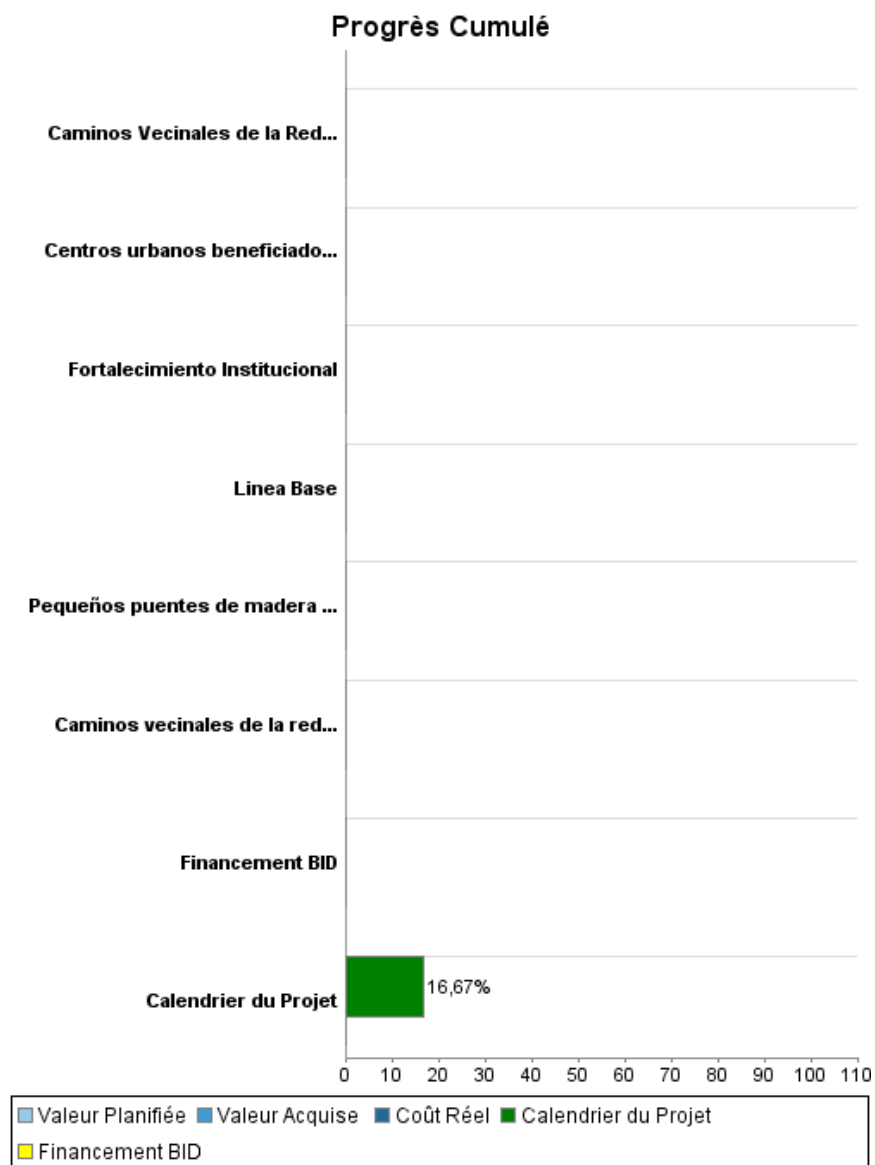 Progrès Cumulé
Caminos Vecinales de la Red...
Centros urbanos beneficiado...
Fortalecimiento Institucional
Linea Base
Pequeños puentes de madera ...
Caminos vecinales de la red...
Financement BID
Calendrier du Projet
16,67%
0 10 20 30 40 50 60 70 80 90 100 110
Valeur Planifiée Valeur Acquise Coût Réel Calendrier du Projet
Financement BID